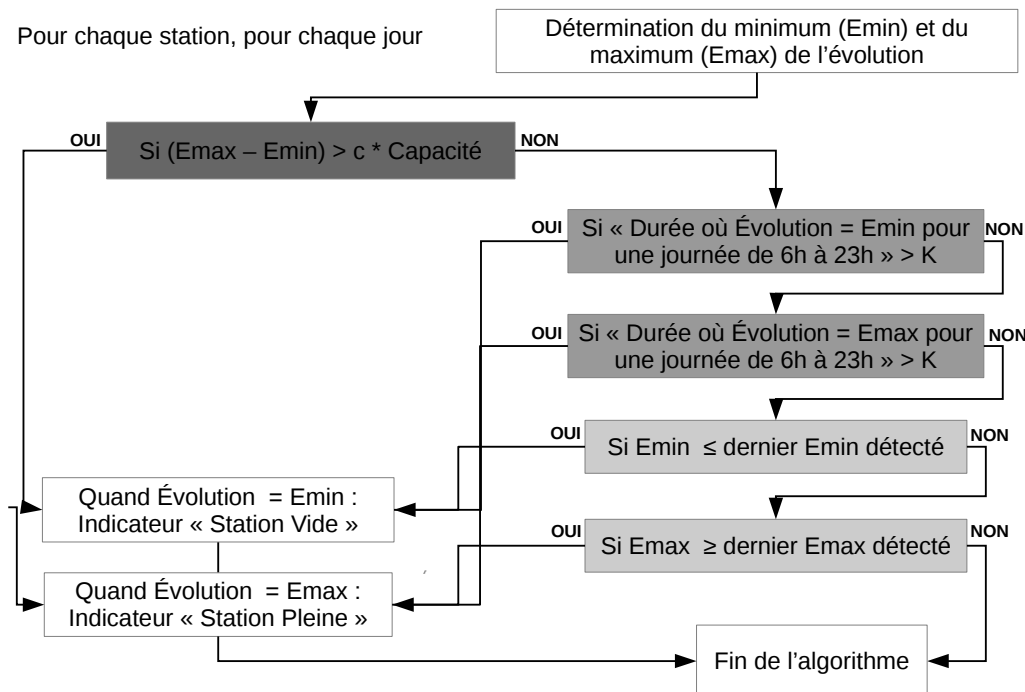 Pour chaque station, pour chaque jour
Détermination du minimum (Emin) et du
maximum (Emax) de l’évolution
OUI
Si (Emax – Emin) > c * Capacité
NON
OUI
Si « Durée où Évolution = Emin pour
une journée de 6h à 23h » > K
NON
OUI
Si « Durée où Évolution = Emax pour
une journée de 6h à 23h » > K
NON
OUI
Si Emin ≤ dernier Emin détecté
NON
Quand Évolution = Emin :
Indicateur « Station Vide »
OUI
Si Emax ≥ dernier Emax détecté
NON
Quand Évolution = Emax :
Indicateur « Station Pleine »
Fin de l’algorithme